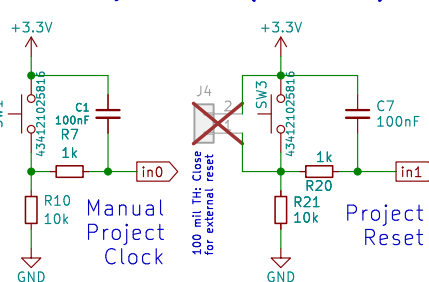 +3.3V
+3.3V
J4
2
1
SW3
434121025816
434121025816
C1
100nF
C7
100nF
R7
1k
1k
R20
in0
in1
R10
10k
R21
10k
100 mil TH: Close
for external reset
Manual
Project
Clock
Project
Reset
GND
GND